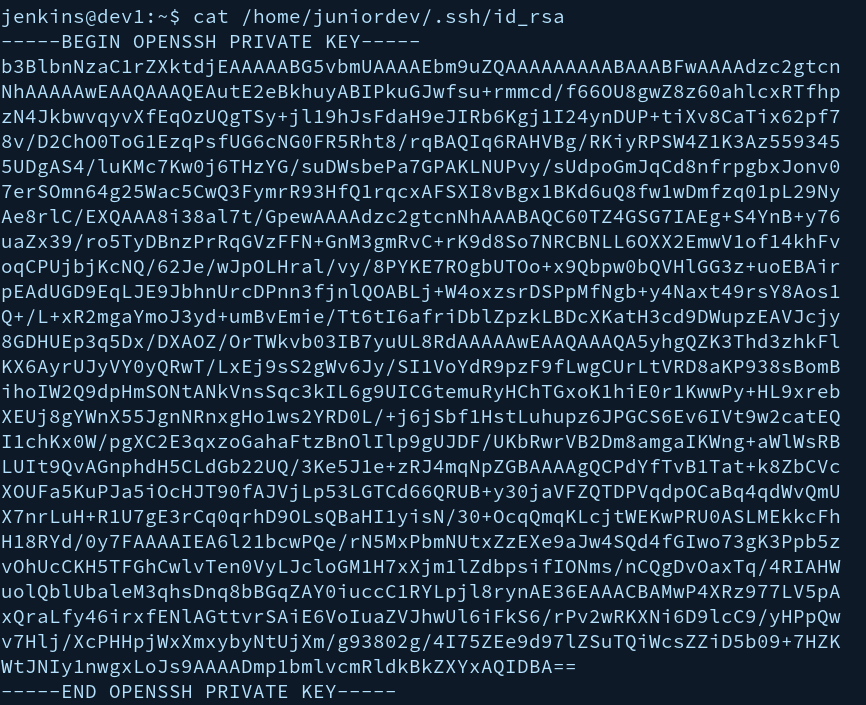 jenkins@dev1:~$ cat /home/juniordev/.ssh/id_rsa
-----BEGIN OPENSSH PRIVATE KEY-----
b3BlbnNzaC1rZXktdjEAAAAABG5vbmUAAAAEbm9uZQAAAAAAAAABAAABFwAAAAdzc2gtcn
NhAAAAAwEAAQAAAQEAutE2eBkhuyABIPkuGJwfsu+rmmcd/f66OU8gwZ8z60ahlcxRTfhp
zN4JkbwvqyvXfEqOzUQgTSy+jl19hJsFdaH9eJIRb6Kgj1I24ynDUP+tiXv8CaTix62pf7
8v/D2ChO0ToG1EzqPsfUG6cNG0FR5Rht8/rqBAQIq6RAHVBg/RKiyRPSW4Z1K3Az559345
5UDgAS4/luKMc7Kw0j6THzYG/suDWsbePa7GPAKLNUPvy/sUdpoGmJqCd8nfrpgbxJonv0
7erSOmn64g25Wac5CwQ3FymrR93HfQ1rqcxAFSXI8vBgx1BKd6uQ8fw1wDmfzq01pL29Ny
Ae8rlC/EXQAAA8i38al7t/GpewAAAAdzc2gtcnNhAAABAQC60TZ4GSG7IAEg+S4YnB+y76
uaZx39/ro5TyDBnzPrRqGVzFFN+GnM3gmRvC+rK9d8So7NRCBNLL6OXX2EmwV1of14khFv
oqCPUjbjKcNQ/62Je/wJpOLHral/vy/8PYKE7ROgbUTOo+x9Qbpw0bQVHlGG3z+uoEBAir
pEAdUGD9EqLJE9JbhnUrcDPnn3fjnlQOABLj+W4oxzsrDSPpMfNgb+y4Naxt49rsY8Aos1
Q+/L+xR2mgaYmoJ3yd+umBvEmie/Tt6tI6afriDblZpzkLBDcXKatH3cd9DWupzEAVJcjy
8GDHUEp3q5Dx/DXAOZ/OrTWkvb03IB7yuUL8RdAAAAAwEAAQAAAQA5yhgQZK3Thd3zhkFl
KX6AyrUJyVY0yQRwT/LxEj9sS2gWv6Jy/SI1VoYdR9pzF9fLwgCUrLtVRD8aKP938sBomB
ihoIW2Q9dpHmSONtANkVnsSqc3kIL6g9UICGtemuRyHChTGxoK1hiE0r1KwwPy+HL9xreb
XEUj8gYWnX55JgnNRnxgHo1ws2YRD0L/+j6jSbf1HstLuhupz6JPGCS6Ev6IVt9w2catEQ
I1chKx0W/pgXC2E3qxzoGahaFtzBnOlIlp9gUJDF/UKbRwrVB2Dm8amgaIKWng+aWlWsRB
LUIt9QvAGnphdH5CLdGb22UQ/3Ke5J1e+zRJ4mqNpZGBAAAAgQCPdYfTvB1Tat+k8ZbCVc
XOUFa5KuPJa5iOcHJT90fAJVjLp53LGTCd66QRUB+y30jaVFZQTDPVqdpOCaBq4qdWvQmU
X7nrLuH+R1U7gE3rCq0qrhD9OLsQBaHI1yisN/30+OcqQmqKLcjtWEKwPRU0ASLMEkkcFh
H18RYd/0y7FAAAAIEA6l21bcwPQe/rN5MxPbmNUtxZzEXe9aJw4SQd4fGIwo73gK3Ppb5z
vOhUcCKH5TFGhCwlvTen0VyLJcloGM1H7xXjm1lZdbpsifIONms/nCQgDvOaxTq/4RIAHW
uolQblUbaleM3qhsDnq8bBGqZAY0iuccC1RYLpjl8rynAE36EAAACBAMwP4XRz977LV5pA
xQraLfy46irxfENlAGttvrSAiE6VoIuaZVJhwUl6iFkS6/rPv2wRKXNi6D9lcC9/yHPpQw
v7Hlj/XcPHHpjWxXmxybyNtUjXm/g93802g/4I75ZEe9d97lZSuTQiWcsZZiD5b09+7HZK
WtJNIy1nwgxLoJs9AAAADmp1bmlvcmRldkBkZXYxAQIDBA==
-----END OPENSSH PRIVATE KEY-----